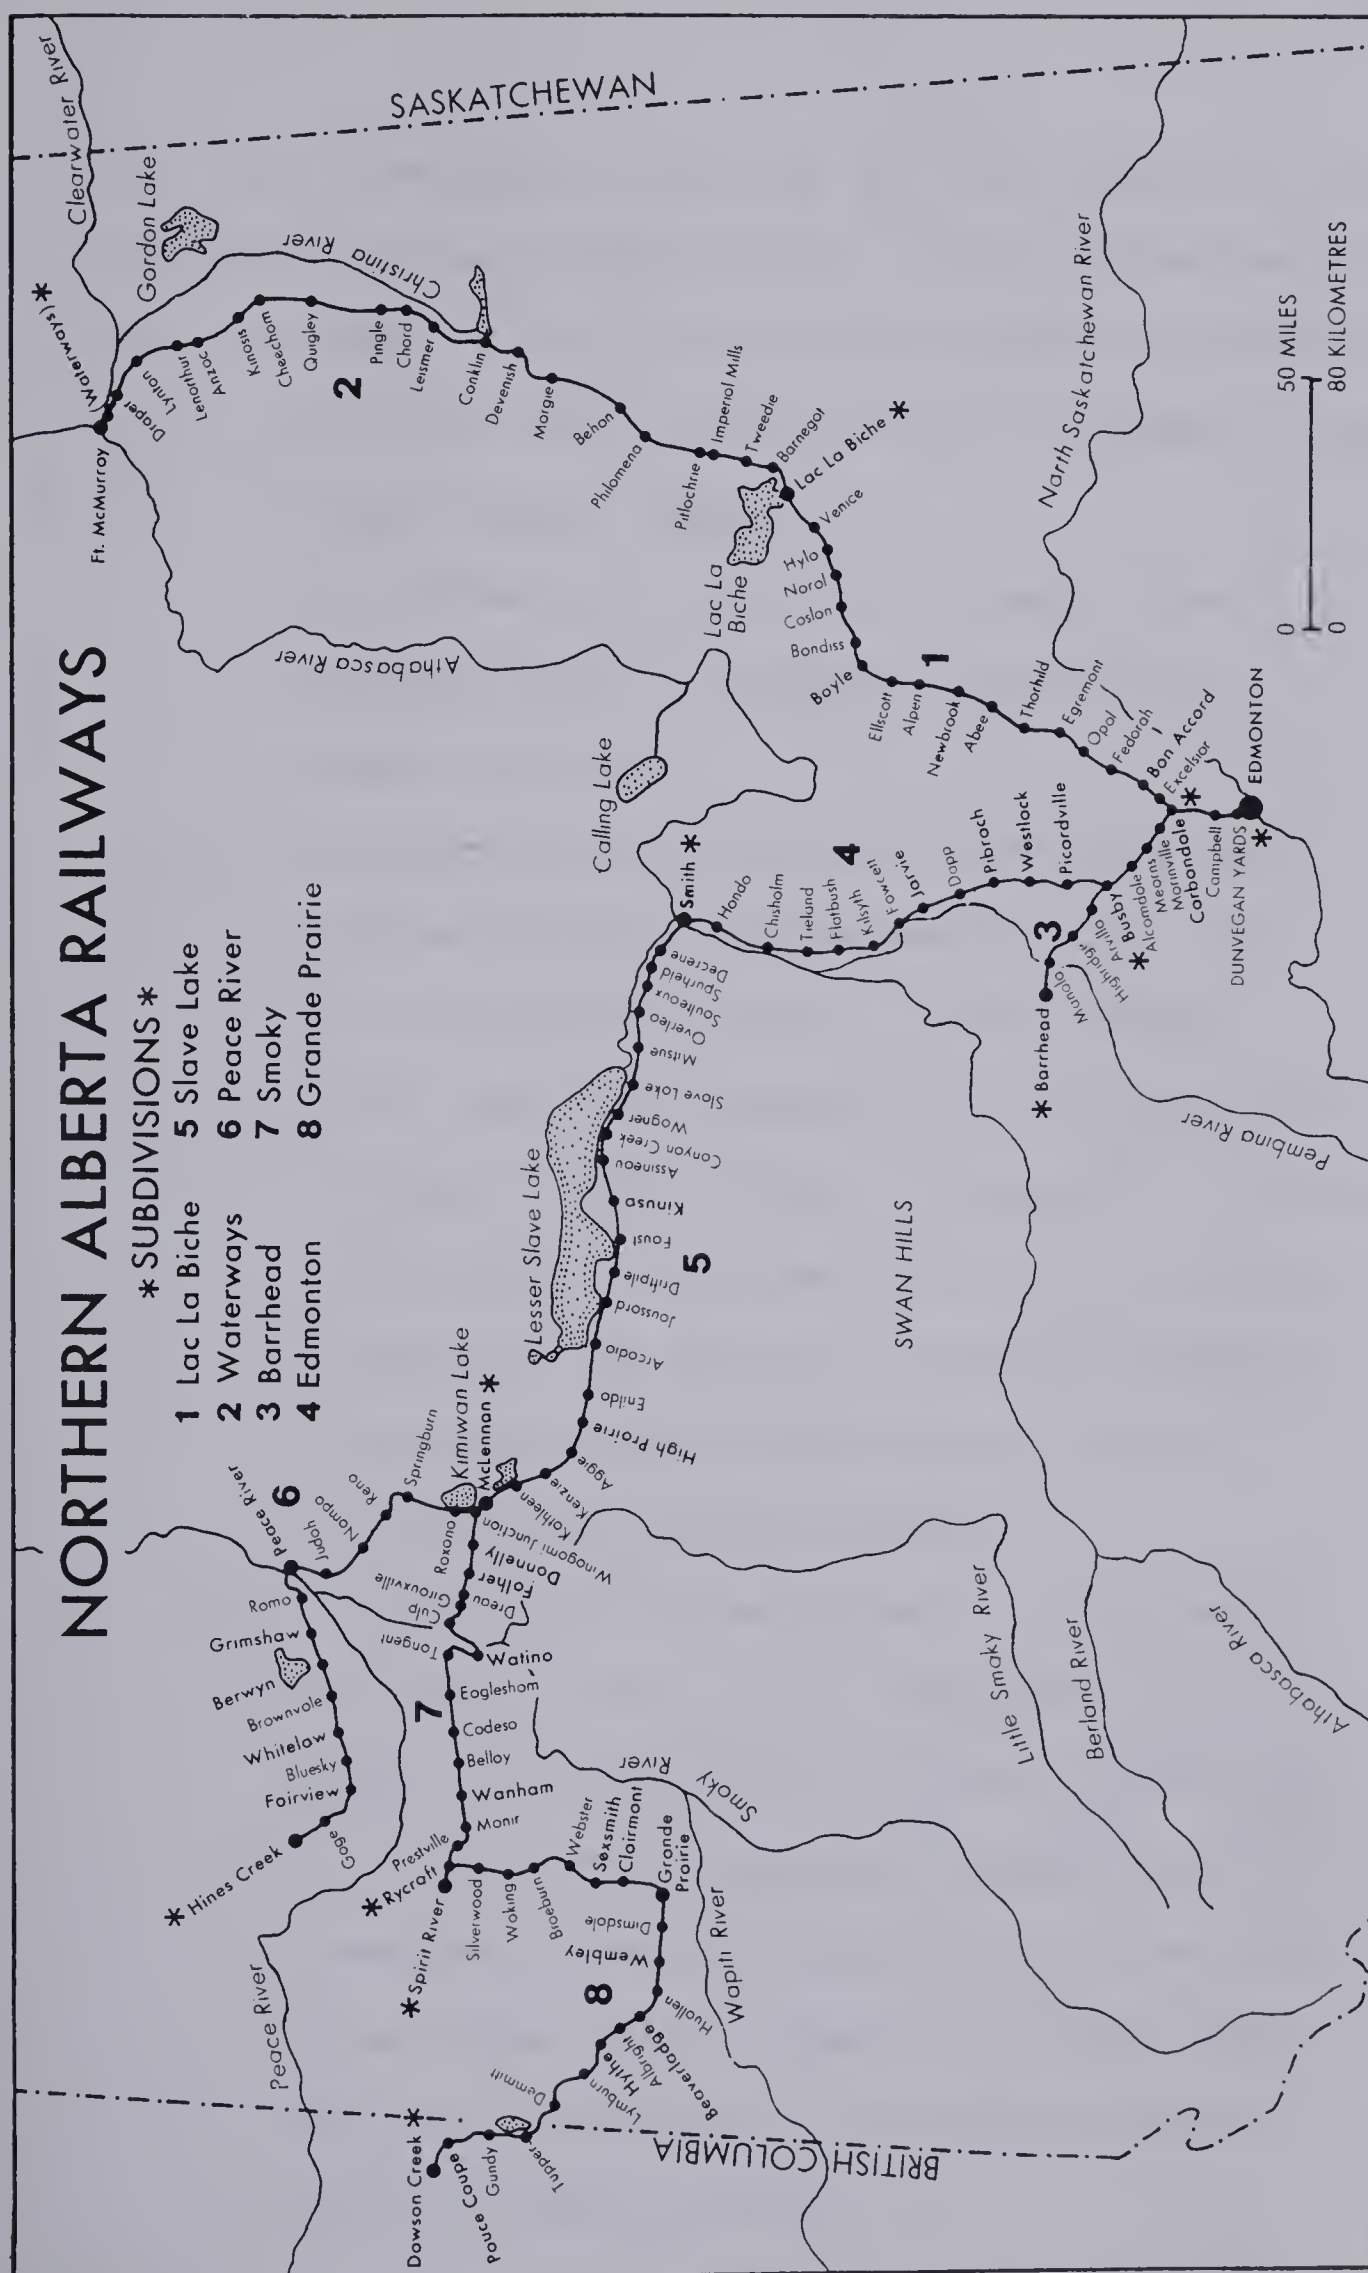 NORTHERN ALBERTA RAILWAYS
*SUBDIVISIONS*
1 Lac La Biche
2 Waterways
3 Barrhead
4 Edmonton
5 Slave Lake
6 Peace River
7 Smoky
8 Grande Prairie
SASKATCHEWAN
BRITISH COLUMBIA
Clearwater River
Gordon Lake
Christina River
(Waterways) *
Ft. McMurray
Draper
Lynton
Lenarthur
Anzac
Kinosis
Cheecham
Quigley
2
Pingle
Chard
Leismer
Conklin
Devenish
Margie
Behan
Philomena
Pitlochrie
Imperial Mills
Tweedie
Barnegat
Lac La Biche *
Lac La
Biche
Venice
Hylo
Norol
Caslan
Bondiss
Boyle
1
Ellscott
Alpen
Newbrook
Abee
Thorhild
Egremont
Opal
Fedorah
Bon Accord
Excelsior
*
Carbondale
Campbell
DUNVEGAN YARDS
*
EDMONTON
North Saskatchewan River
50 MILES
0
80 KILOMETRES
0
Athabasca River
Calling Lake
Smith *
Hondo
Chisholm
Tieland
Flatbush
Kilsyth
Fawcett
4
Jarvie
Dapp
Pibroch
Westlock
Picardville
Busby
*
Alcomdale
Mearns
Morinville
3
Arvilla
Highridge
Manola
* Barrhead
Pembina River
Decrene
Spurfield
Saulteaux
Overlea
Mitsue
Slave Lake
Wagner
Canyon Creek
Assineau
Kinuso
Faust
5
Driftpile
Joussard
Arcadia
Enilda
High Prairie
Aggie
Kenzie
Kathleen
Winagami Junction
Lesser Slave Lake
SWAN HILLS
Kimiwan Lake
McLennan *
Roxana
Springburn
Reno
Nampa
Judah
6
Peace River
Roma
Grimshaw
Berwyn
Brownvale
Whitelaw
Bluesky
Fairview
Gage
* Hines Creek
Donnelly
Falher
Dreau
Girouxville
Culp
Watino
Tangent
7
Eaglesham
Codesa
Belloy
Wanham
Manir
Prestville
* Rycroft
* Spirit River
Silverwood
Woking
Braeburn
Webster
Sexsmith
Clairmont
Grande
Prairie
Dimsdale
Wembley
8
Huallen
Beaverlodge
Albright
Hythe
Lymburn
Demmitt
Tupper
Gundy
Pouce Coupe
Dawson Creek *
Peace River
Smoky River
Wapiti River
Little Smoky River
Berland River
Athabasca River